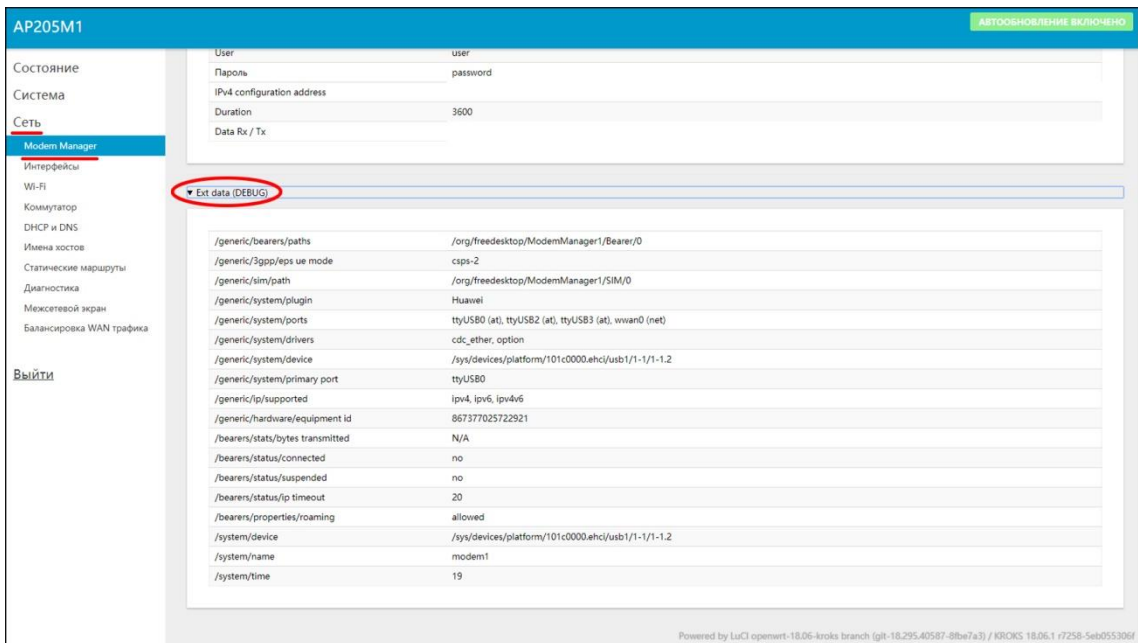 AP205M1
АВТООБНОВЛЕНИЕ ВКЛЮЧЕНО
Состояние
Система
Сеть
Modem Manager
Интерфейсы
Wi-Fi
Коммутатор
DHCP и DNS
Имена хостов
Статические маршруты
Диагностика
Межсетевой экран
Балансировка WAN трафика
Выйти
User user
Пароль password
IPv4 configuration address
Duration 3600
Data Rx / Tx
▼ Ext data (DEBUG)
/generic/bearers/paths /org/freedesktop/ModemManager1/Bearer/0
/generic/3gpp/eps ue mode csps-2
/generic/sim/path /org/freedesktop/ModemManager1/SIM/0
/generic/system/plugin Huawei
/generic/system/ports ttyUSB0 (at), ttyUSB2 (at), ttyUSB3 (at), wwan0 (net)
/generic/system/drivers cdc_ether, option
/generic/system/device /sys/devices/platform/101c0000.ehci/usb1/1-1/1-1.2
/generic/system/primary port ttyUSB0
/generic/ip/supported ipv4, ipv6, ipv4v6
/generic/hardware/equipment id 867377025722921
/bearers/stats/bytes transmitted N/A
/bearers/status/connected no
/bearers/status/suspended no
/bearers/status/ip timeout 20
/bearers/properties/roaming allowed
/system/device /sys/devices/platform/101c0000.ehci/usb1/1-1/1-1.2
/system/name modem1
/system/time 19
Powered by LuCI openwrt-18.06-kroks branch (git-18.295.40587-8fbe7a3) / KROKS 18.06.1 r7258-5eb055306f